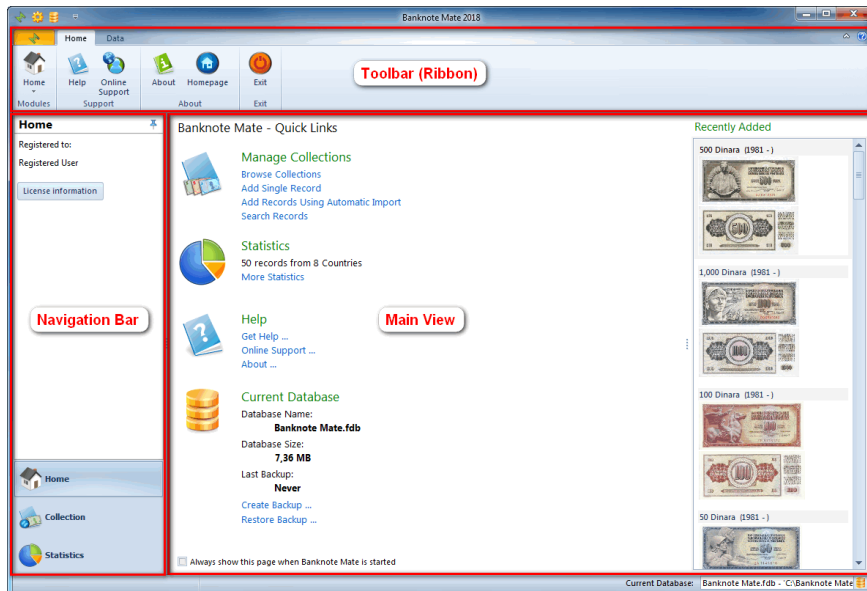 Banknote Mate 2018
Home Data
Home Help Online Support About Homepage Exit
Modules Support About Exit
Toolbar (Ribbon)
Home
Registered to:
Registered User
License information
Navigation Bar
Home
Collection
Statistics
Banknote Mate - Quick Links
Manage Collections
Browse Collections
Add Single Record
Add Records Using Automatic Import
Search Records
Statistics
50 records from 8 Countries
More Statistics
Help
Get Help ...
Online Support ...
About ...
Main View
Current Database
Database Name:
Banknote Mate.fdb
Database Size:
7,36 MB
Last Backup:
Never
Create Backup ...
Restore Backup ...
Always show this page when Banknote Mate is started
Recently Added
500 Dinara (1981 - )
500
1,000 Dinara (1981 - )
1000
100 Dinara (1981 - )
100
50 Dinara (1981 - )
50
Current Database: Banknote Mate.fdb - 'C:\Banknote Mate